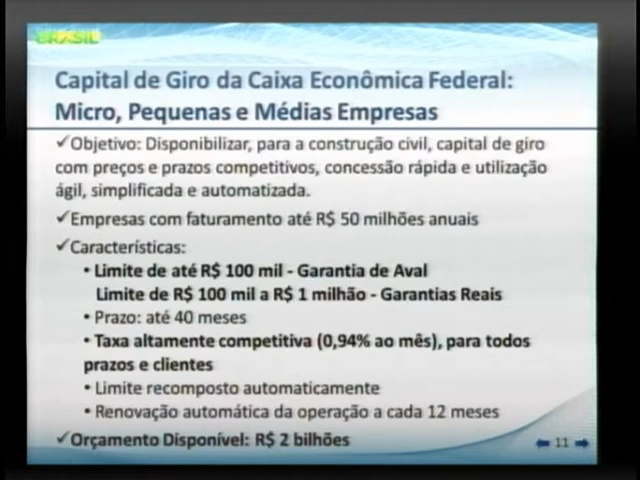 BRASIL
Capital de Giro da Caixa Econômica Federal:
Micro, Pequenas e Médias Empresas
✓Objetivo: Disponibilizar, para a construção civil, capital de giro
com preços e prazos competitivos, concessão rápida e utilização
ágil, simplificada e automatizada.
✓Empresas com faturamento até R$ 50 milhões anuais
✓Características:
• Limite de até R$ 100 mil - Garantia de Aval
Limite de R$ 100 mil a R$ 1 milhão - Garantias Reais
• Prazo: até 40 meses
• Taxa altamente competitiva (0,94% ao mês), para todos
prazos e clientes
• Limite recomposto automaticamente
• Renovação automática da operação a cada 12 meses
✓Orçamento Disponível: R$ 2 bilhões
11